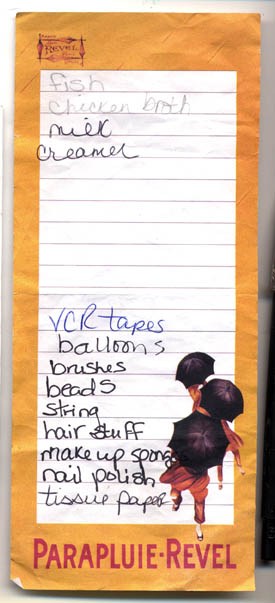 REVEL
fish
chicken broth
milk
creamer
VCR tapes
balloons
brushes
beads
string
hair stuff
make up sponges
nail polish
tissue paper
PARAPLUIE-REVEL